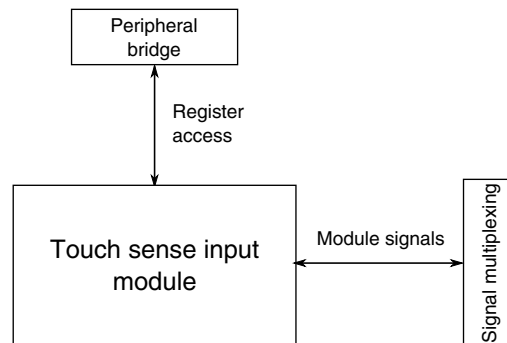 Peripheral
bridge
Register
access
Touch sense input
module
Module signals
Signal multiplexing